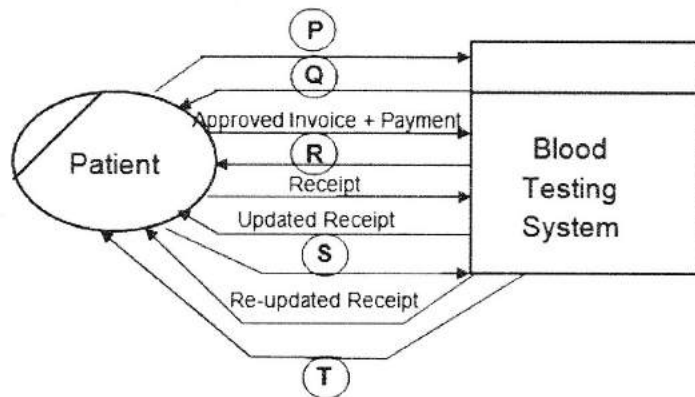 P
Q
Approved Invoice + Payment
R
Receipt
Updated Receipt
S
Re-updated Receipt
T
Patient
Blood
Testing
System